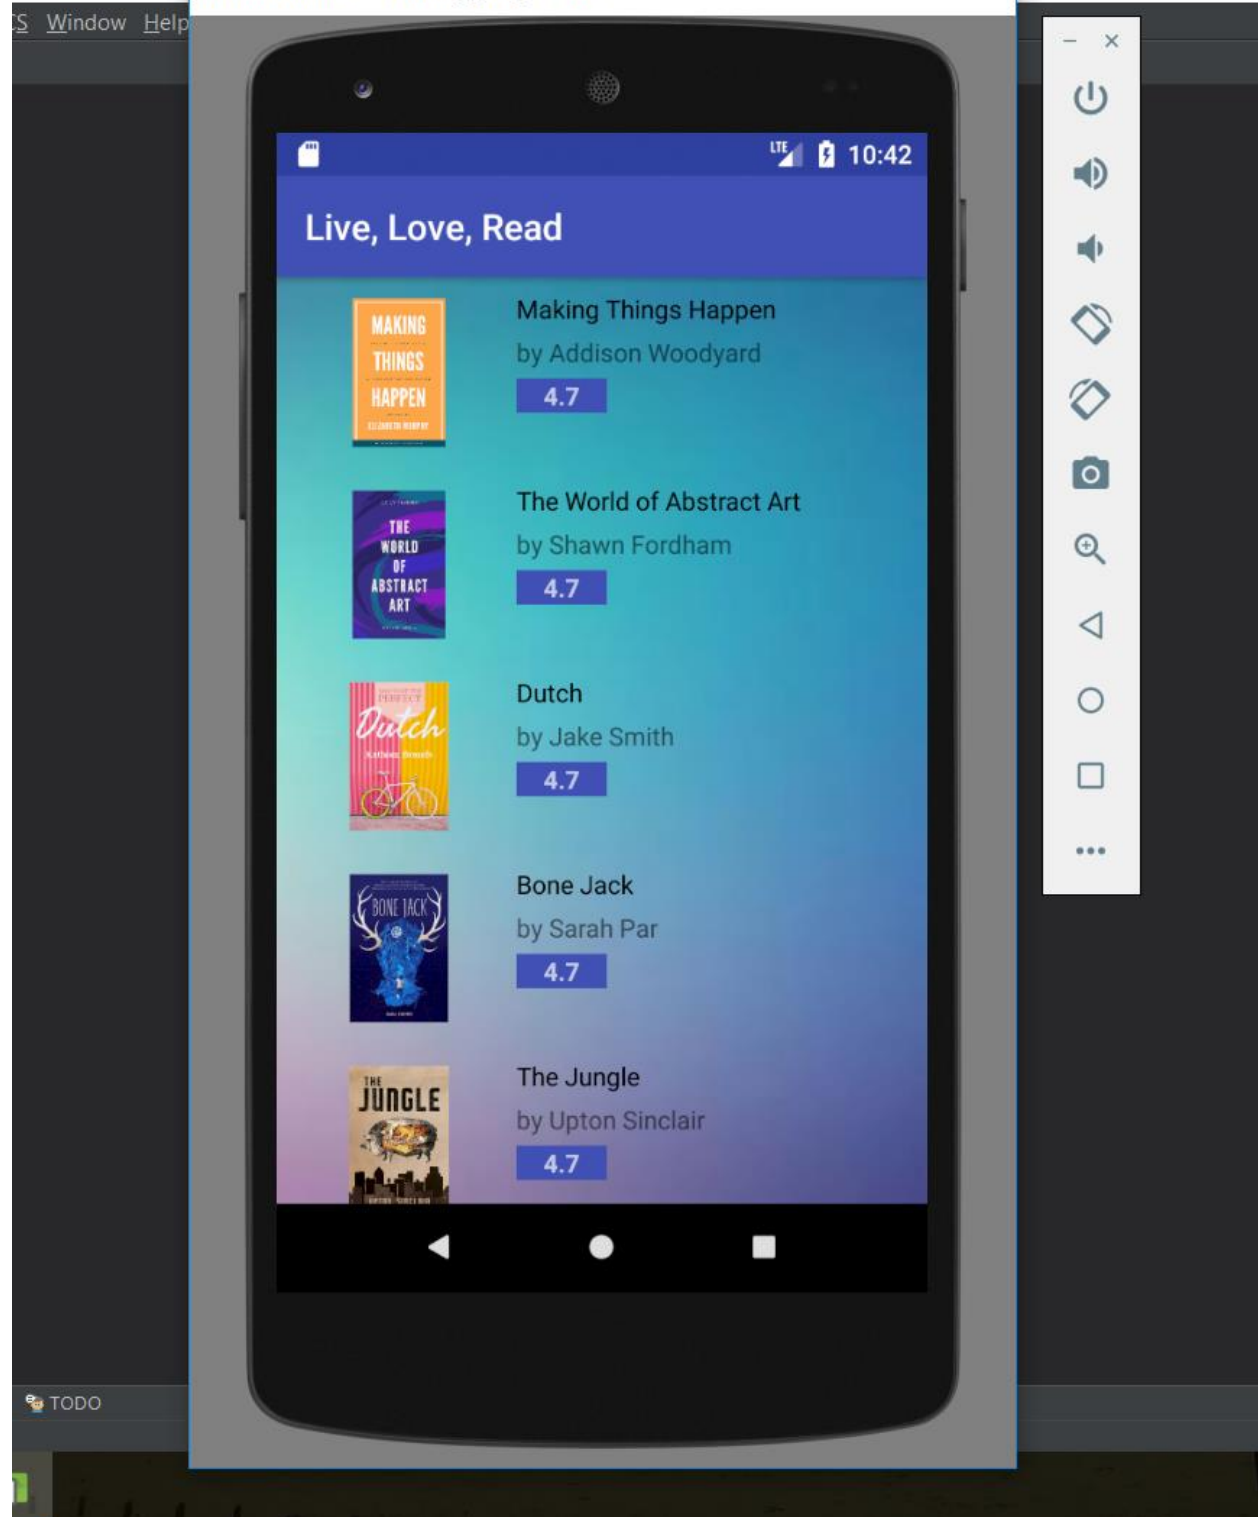 Window Help
LTE 10:42
Live, Love, Read
MAKING
THINGS
HAPPEN
Making Things Happen
by Addison Woodyard
4.7
THE
WORLD
OF
ABSTRACT
ART
The World of Abstract Art
by Shawn Fordham
4.7
PERFECT
Dutch
Dutch
by Jake Smith
4.7
BONE JACK
Bone Jack
by Sarah Par
4.7
THE
JUNGLE
The Jungle
by Upton Sinclair
4.7
TODO